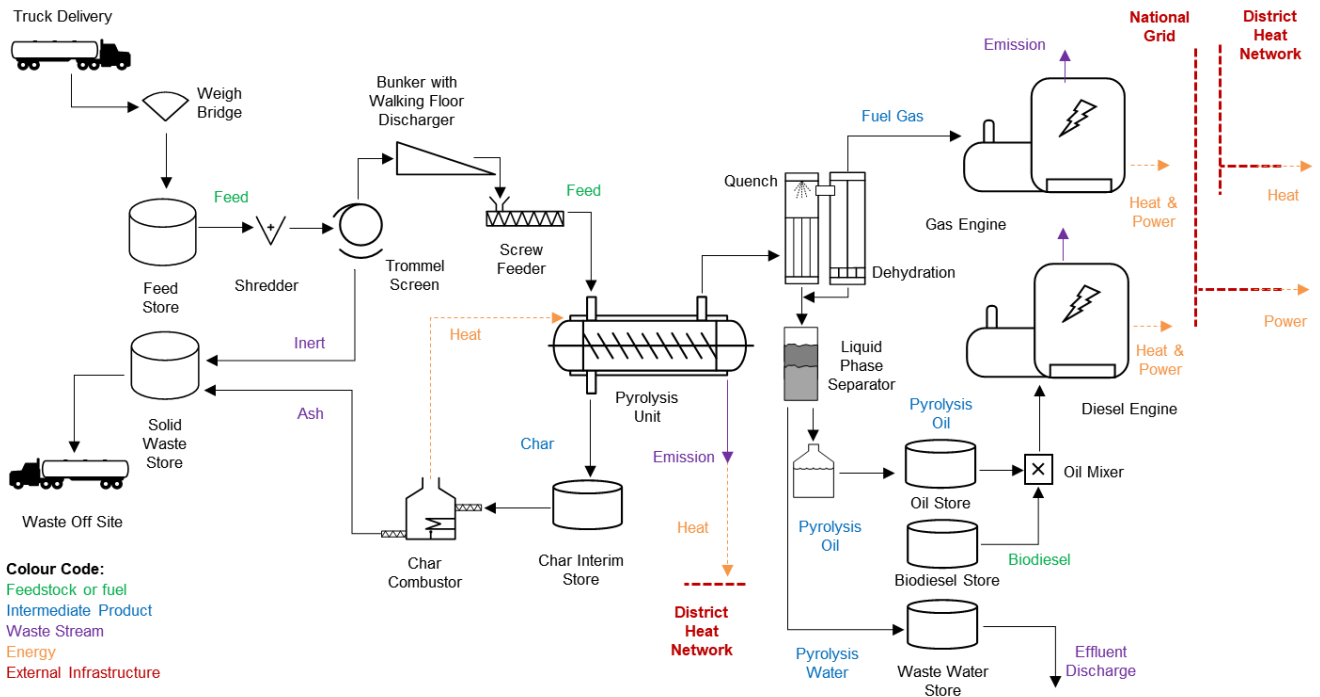 Truck Delivery
Weigh
Bridge
Bunker with
Walking Floor
Discharger
Feed
Feed
Store
Shredder
Trommel
Screen
Screw
Feeder
Feed
Quench
Dehydration
Fuel Gas
Emission
Gas Engine
Heat &
Power
National
Grid
District
Heat
Network
Heat
Power
Heat
Inert
Ash
Solid
Waste
Store
Waste Off Site
Pyrolysis
Unit
Char
Emission
Heat
District
Heat
Network
Char
Combustor
Char Interim
Store
Liquid
Phase
Separator
Pyrolysis
Oil
Pyrolysis
Oil
Oil Store
Oil Mixer
Diesel Engine
Heat &
Power
Biodiesel Store
Biodiesel
Pyrolysis
Water
Waste Water
Store
Effluent
Discharge
Colour Code:
Feedstock or fuel
Intermediate Product
Waste Stream
Energy
External Infrastructure